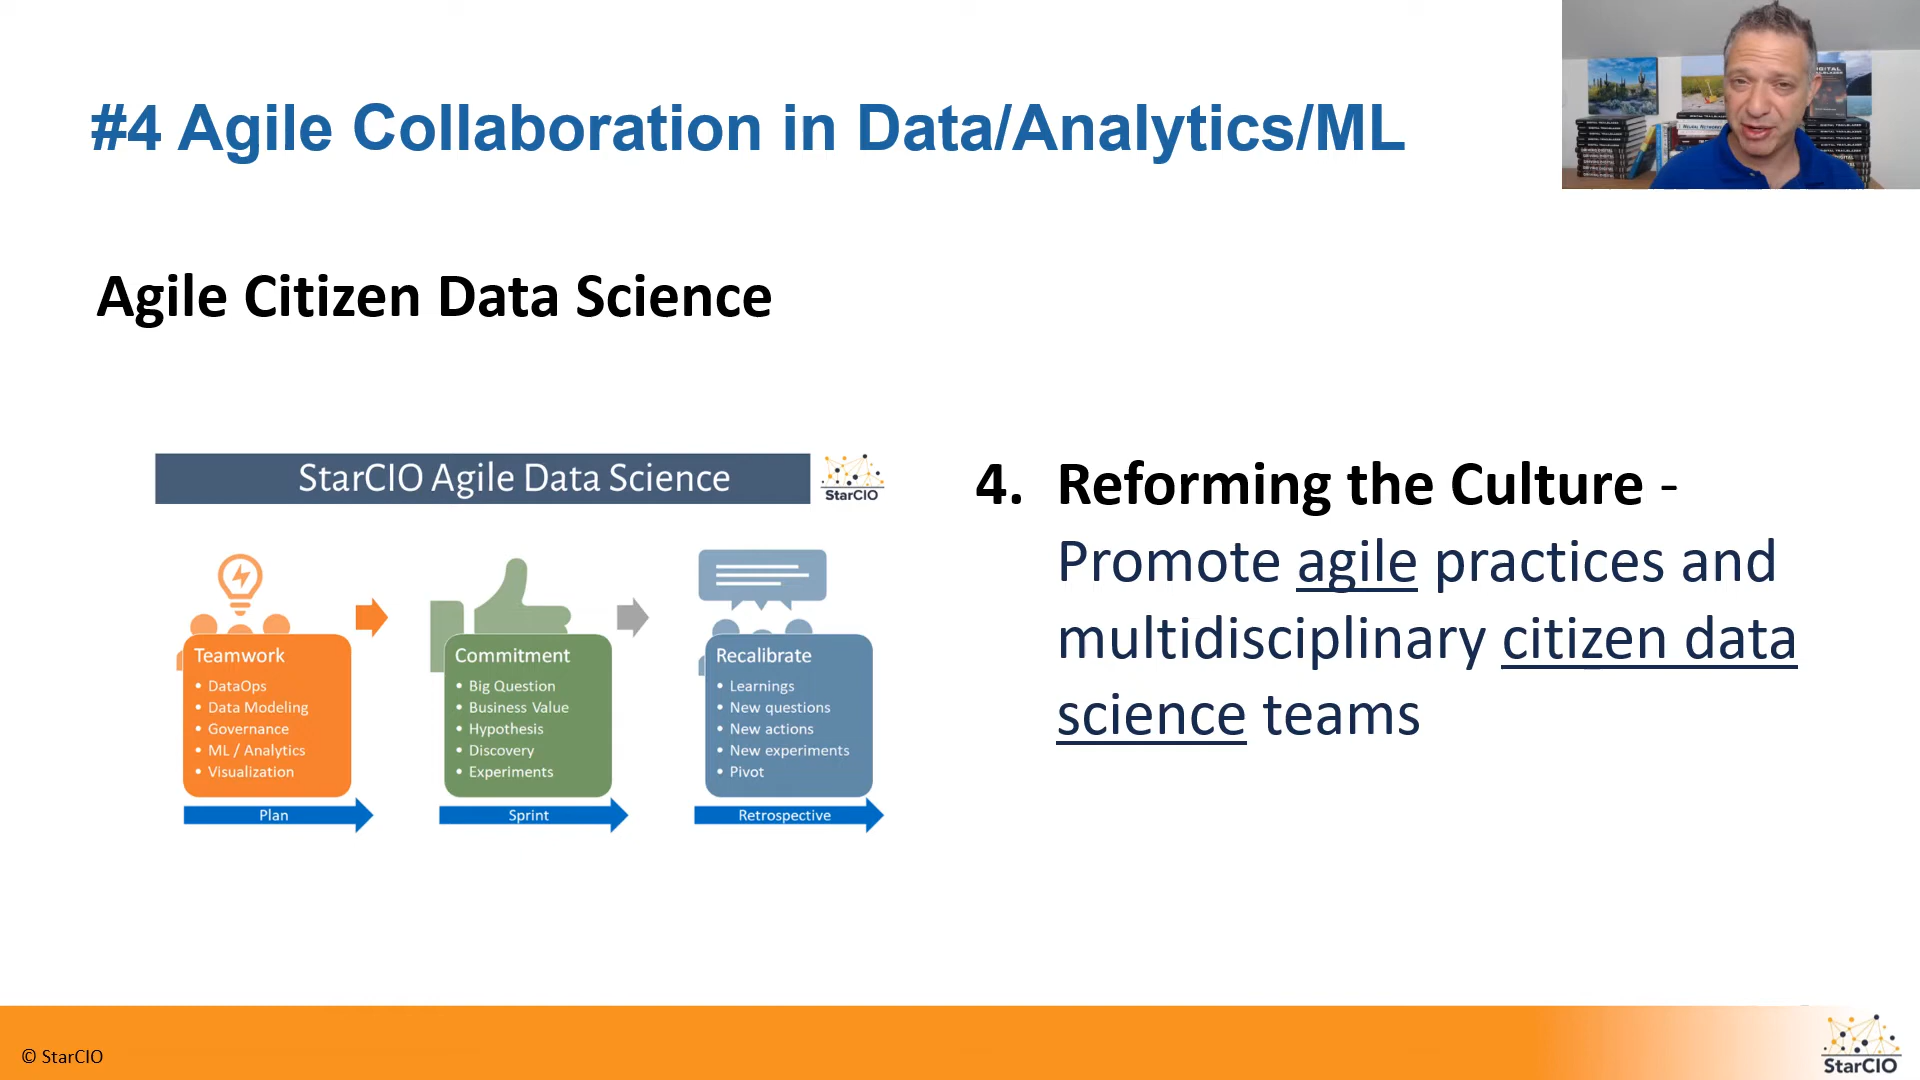 #4 Agile Collaboration in Data/Analytics/ML
Agile Citizen Data Science
StarCIO Agile Data Science
StarCIO
Teamwork
• DataOps
• Data Modeling
• Governance
• ML / Analytics
• Visualization
Plan
Commitment
• Big Question
• Business Value
• Hypothesis
• Discovery
• Experiments
Sprint
Recalibrate
• Learnings
• New questions
• New actions
• New experiments
• Pivot
Retrospective
4. Reforming the Culture -
Promote agile practices and
multidisciplinary citizen data
science teams
© StarCIO
StarCIO